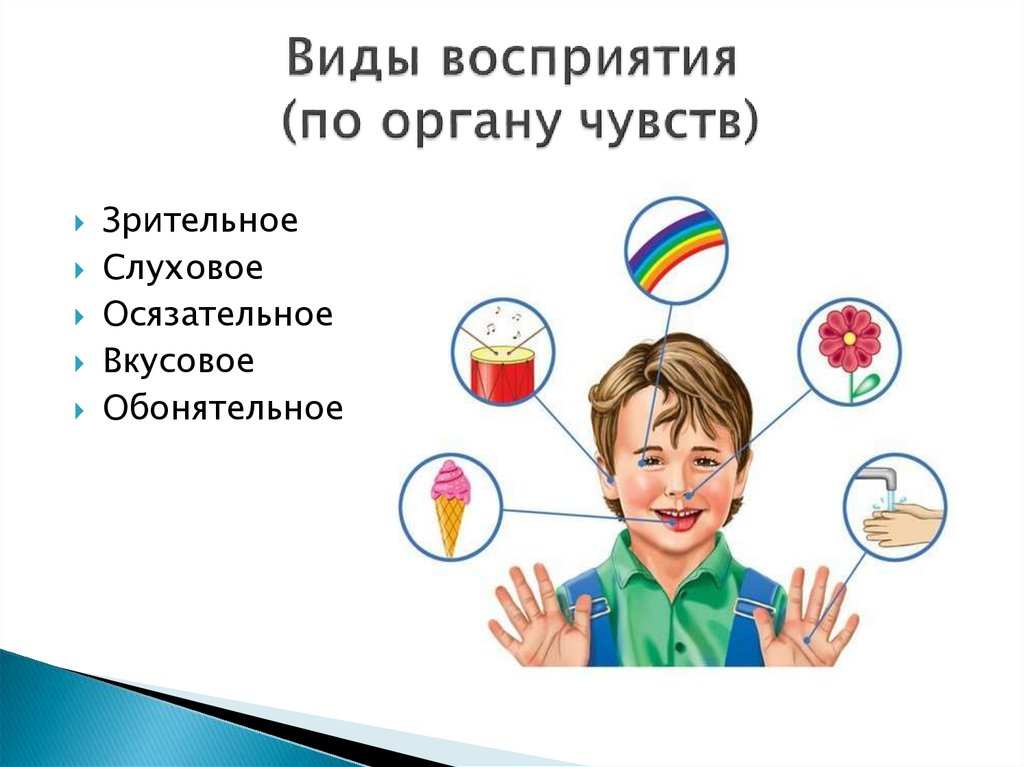 Виды восприятия
(по органу чувств)
Зрительное
Слуховое
Осязательное
Вкусовое
Обонятельное